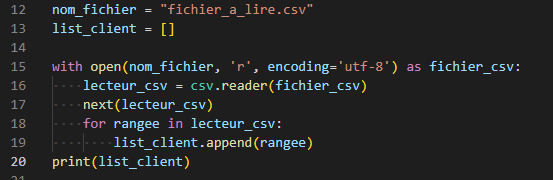 12 nom_fichier = "fichier_a_lire.csv"
13 list_client = []
14
15 with open(nom_fichier, 'r', encoding='utf-8') as fichier_csv:
16     lecteur_csv = csv.reader(fichier_csv)
17     next(lecteur_csv)
18     for rangee in lecteur_csv:
19         list_client.append(rangee)
20 print(list_client)